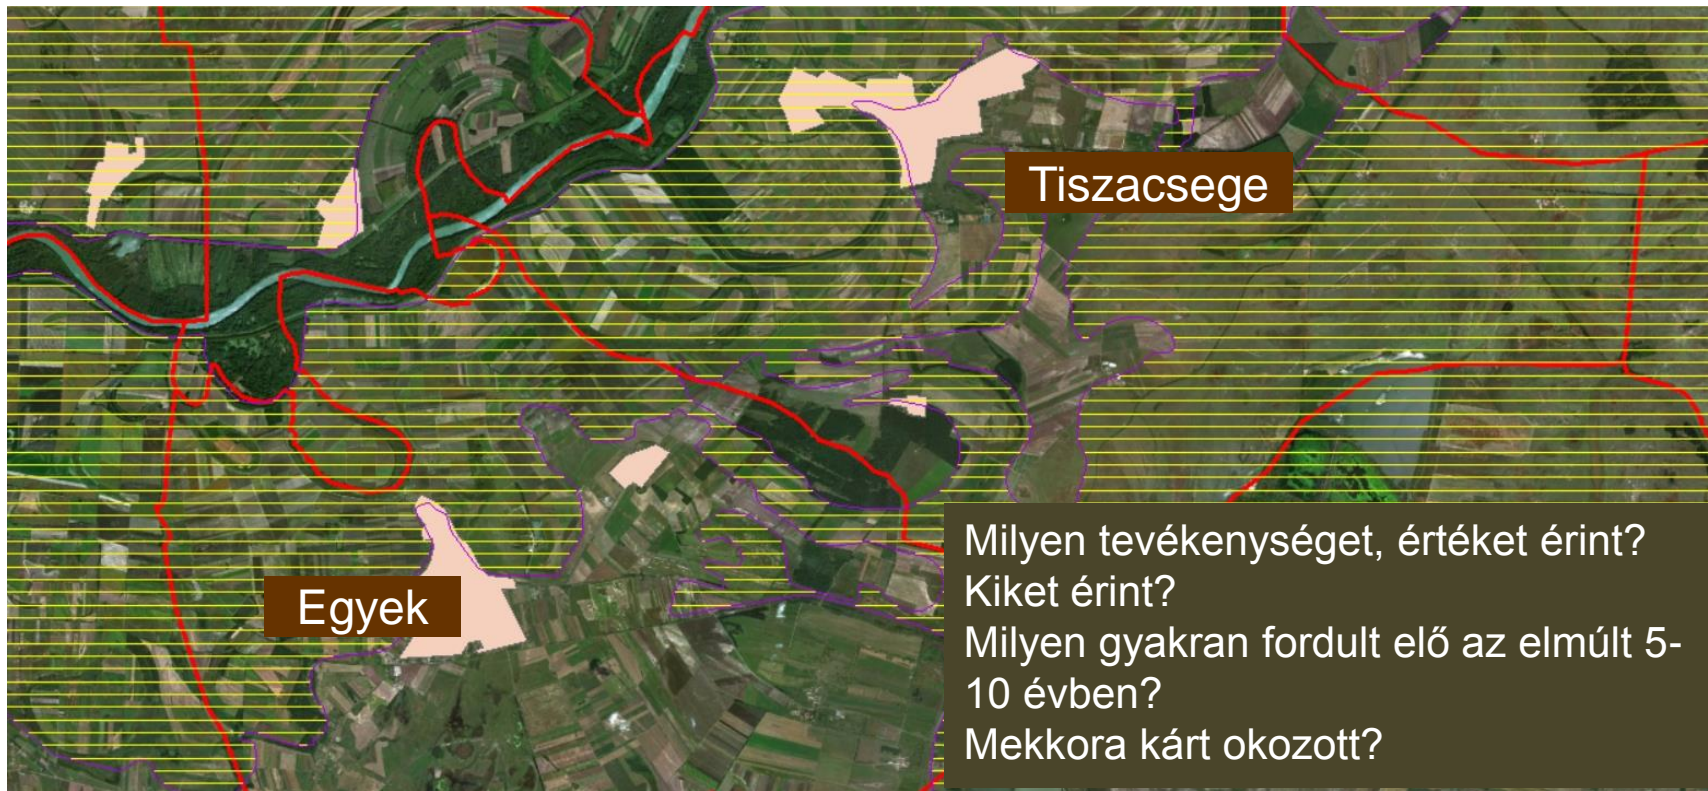 Tiszacsege
Egyek
Milyen tevékenységet, értéket érint?
Kiket érint?
Milyen gyakran fordult elő az elmúlt 5-
10 évben?
Mekkora kárt okozott?